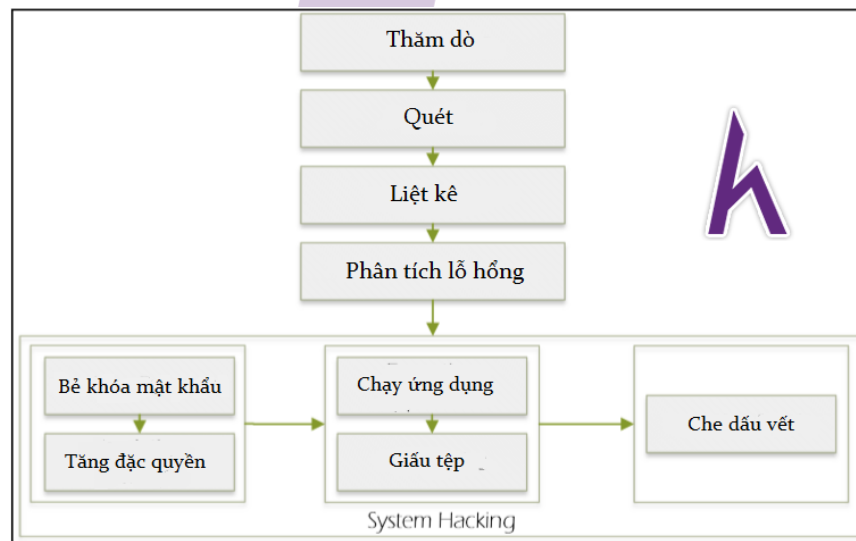 Thăm dò
Quét
Liệt kê
Phân tích lỗ hổng
Bẻ khóa mật khẩu
Tăng đặc quyền
Chạy ứng dụng
Giấu tệp
Che dấu vết
System Hacking